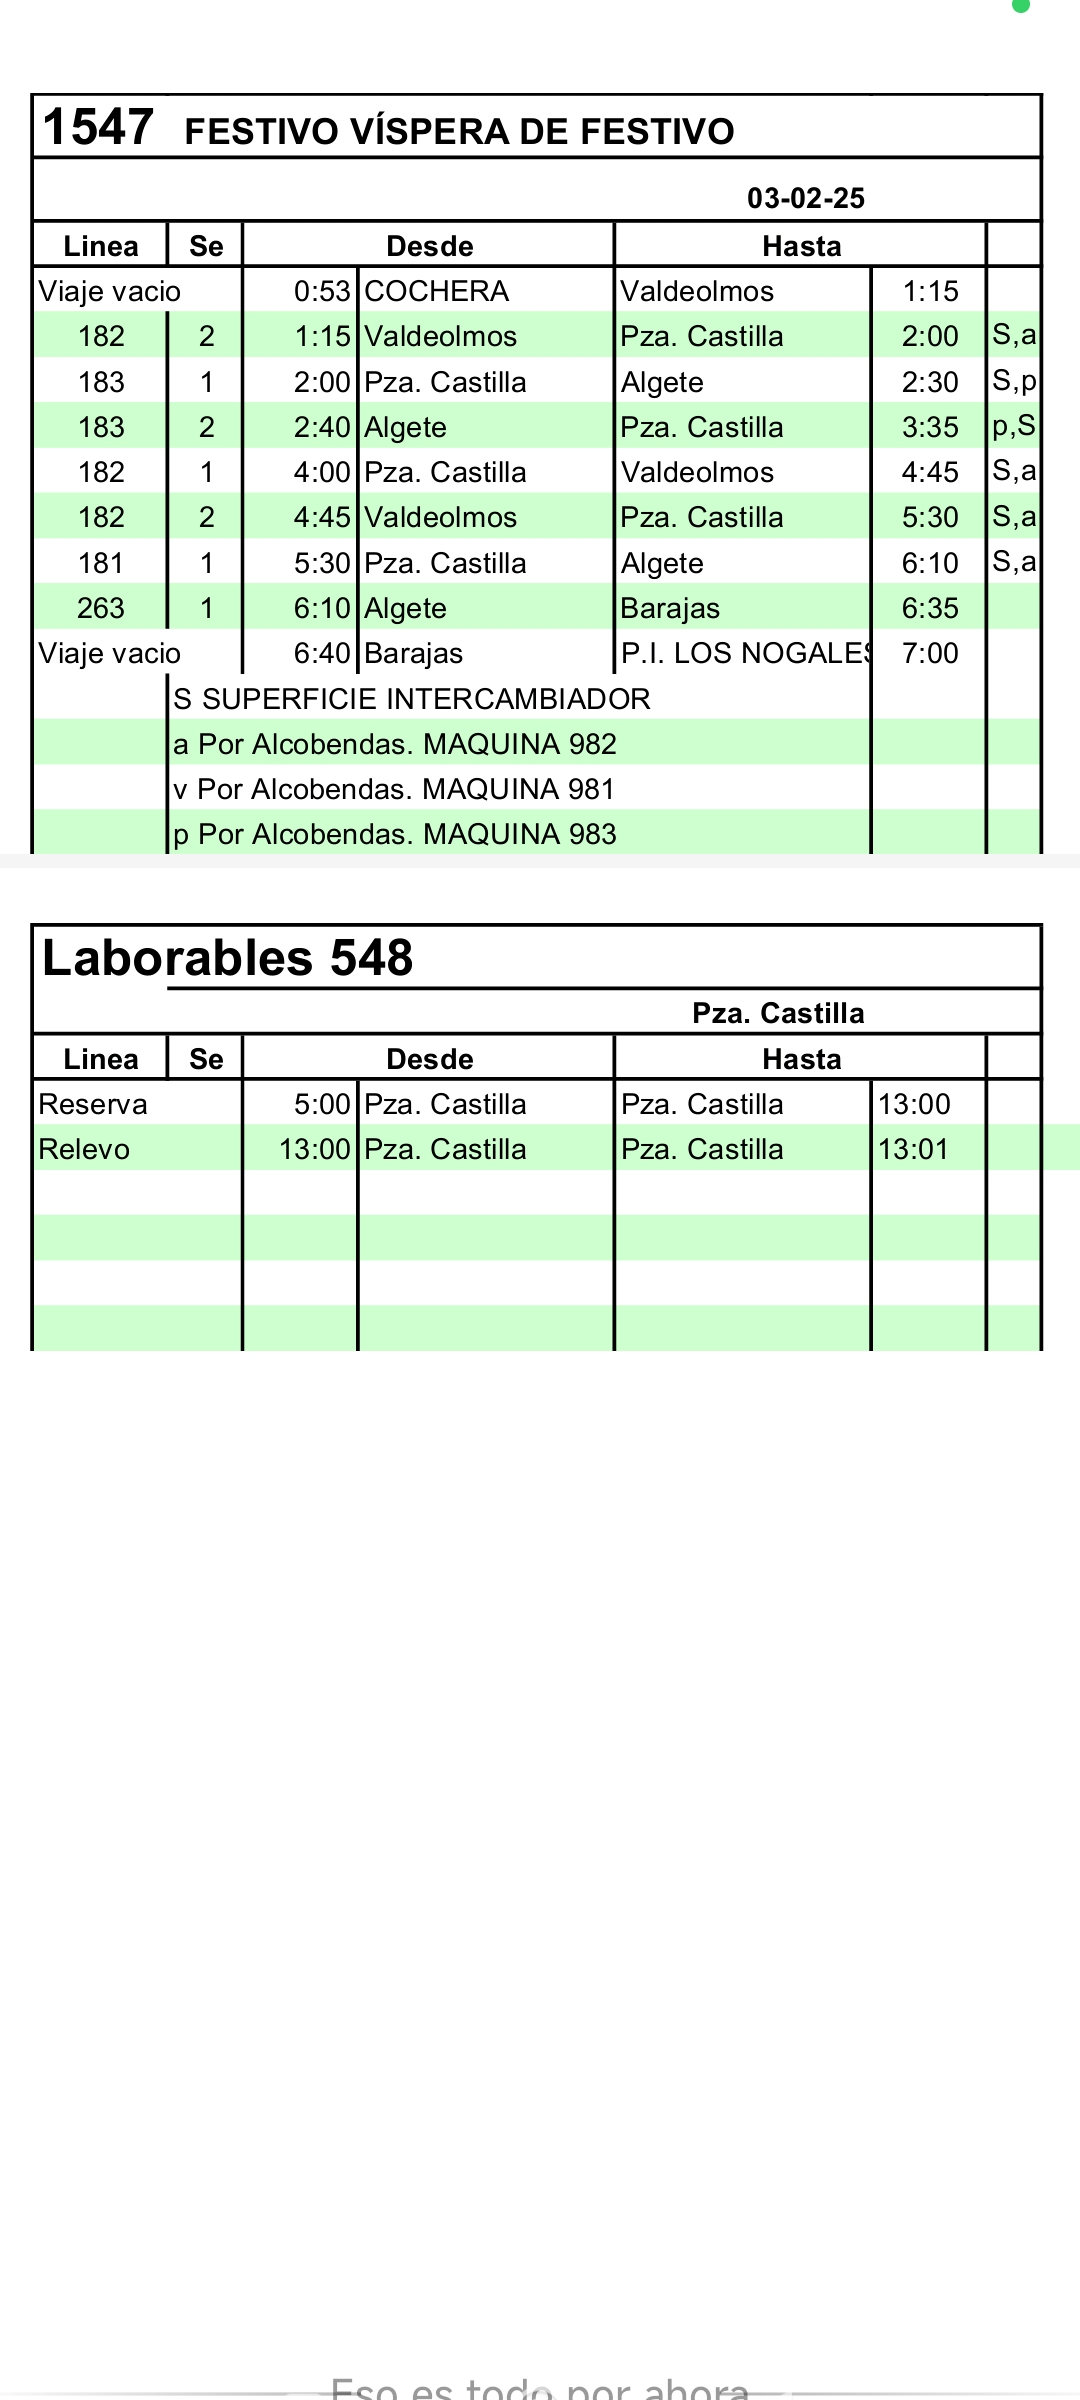 1547 FESTIVO VÍSPERA DE FESTIVO
03-02-25
Linea Se Desde Hasta
Viaje vacio 0:53 COCHERA Valdeolmos 1:15
182 2 1:15 Valdeolmos Pza. Castilla 2:00 S,a
183 1 2:00 Pza. Castilla Algete 2:30 S,p
183 2 2:40 Algete Pza. Castilla 3:35 p,S
182 1 4:00 Pza. Castilla Valdeolmos 4:45 S,a
182 2 4:45 Valdeolmos Pza. Castilla 5:30 S,a
181 1 5:30 Pza. Castilla Algete 6:10 S,a
263 1 6:10 Algete Barajas 6:35
Viaje vacio 6:40 Barajas P.I. LOS NOGALES 7:00
S SUPERFICIE INTERCAMBIADOR
a Por Alcobendas. MAQUINA 982
v Por Alcobendas. MAQUINA 981
p Por Alcobendas. MAQUINA 983
Laborables 548
Pza. Castilla
Linea Se Desde Hasta
Reserva 5:00 Pza. Castilla Pza. Castilla 13:00
Relevo 13:00 Pza. Castilla Pza. Castilla 13:01
Eso es todo por ahora